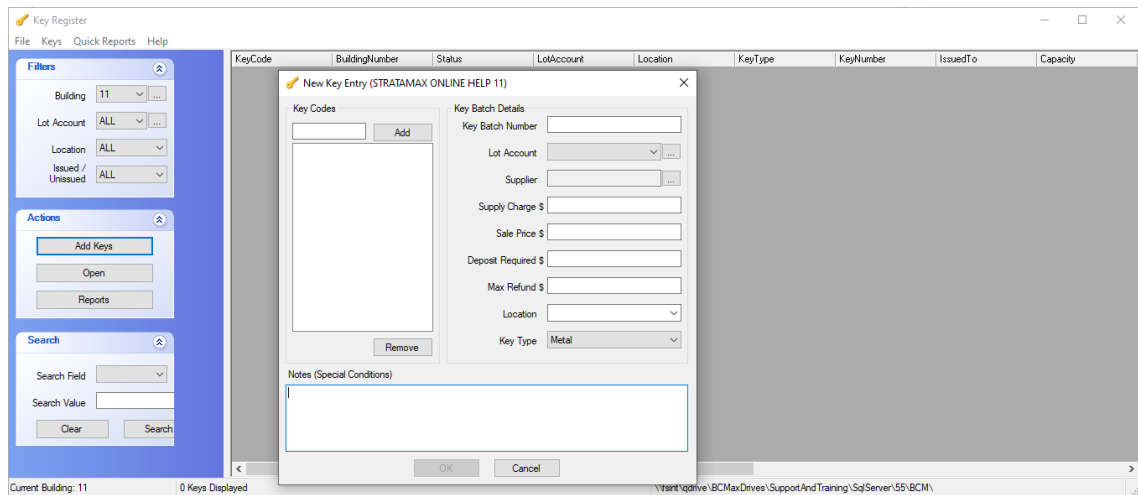 Key Register
File Keys Quick Reports Help
Filters
Building 11 ...
Lot Account ALL ...
Location ALL
Issued / Unissued ALL
Actions
Add Keys
Open
Reports
Search
Search Field
Search Value
Clear Search
KeyCode BuildingNumber Status LotAccount Location KeyType KeyNumber IssuedTo Capacity
New Key Entry (STRATAMAX ONLINE HELP 11)
Key Codes
Add
Remove
Key Batch Details
Key Batch Number
Lot Account ...
Supplier ...
Supply Charge $
Sale Price $
Deposit Required $
Max Refund $
Location
Key Type Metal
Notes (Special Conditions)
OK Cancel
Current Building: 11 0 Keys Displayed \\fsint\qdrive\BCMaxDrives\SupportAndTraining\SqlServer\55\BCM\